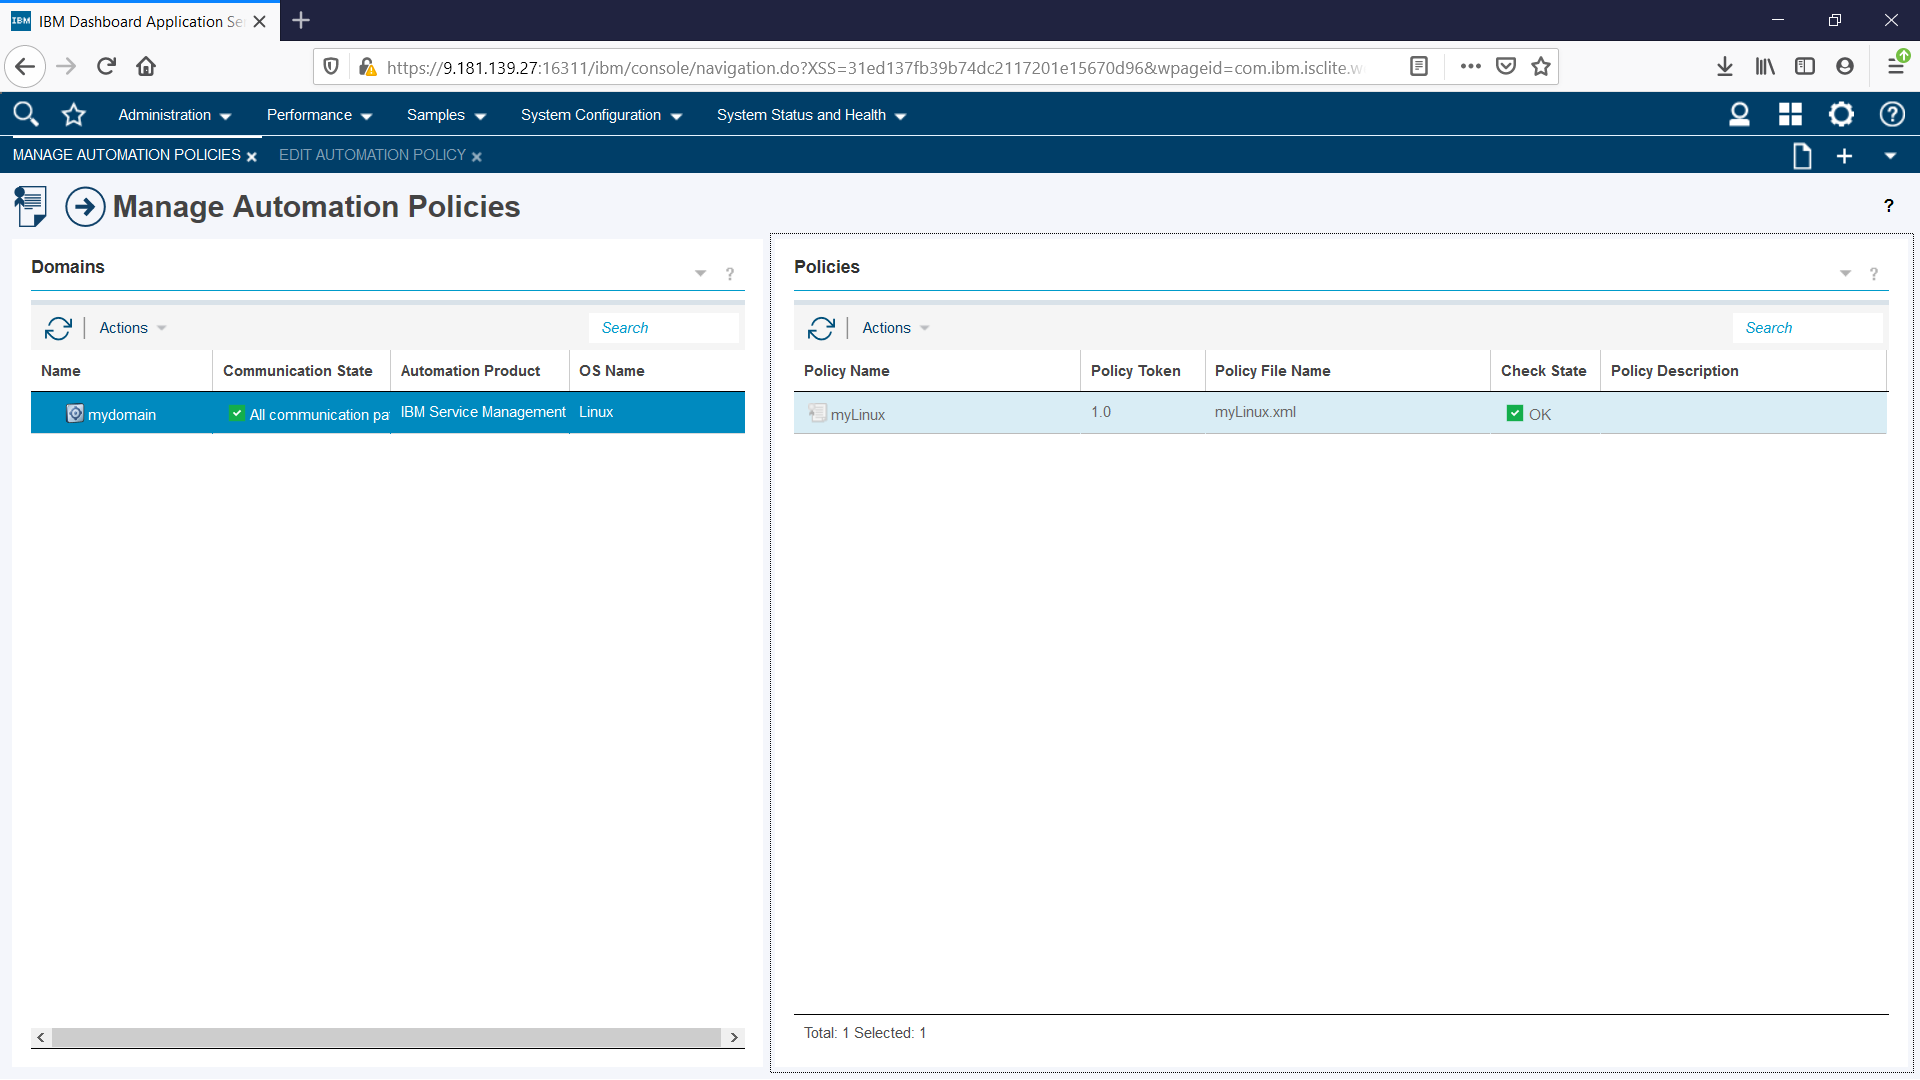 IBM IBM Dashboard Application Se
https://9.181.139.27:16311/ibm/console/navigation.do?XSS=31ed137fb39b74dc2117201e15670d96&wpageid=com.ibm.isclite.w
Administration Performance Samples System Configuration System Status and Health
MANAGE AUTOMATION POLICIES EDIT AUTOMATION POLICY
Manage Automation Policies ?
Domains ?
Actions Search
Name Communication State Automation Product OS Name
mydomain All communication pa IBM Service Management Linux
Policies ?
Actions Search
Policy Name Policy Token Policy File Name Check State Policy Description
myLinux 1.0 myLinux.xml OK
Total: 1 Selected: 1